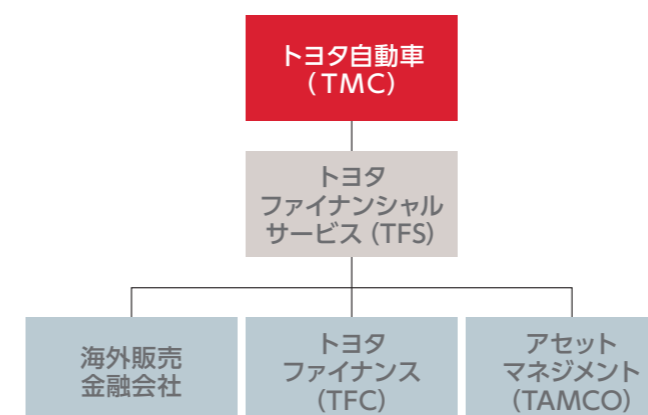 トヨタ自動車
(TMC)
トヨタ
ファイナンシャル
サービス (TFS)
海外販売
金融会社
トヨタ
ファイナンス
(TFC)
アセット
マネジメント
(TAMCO)